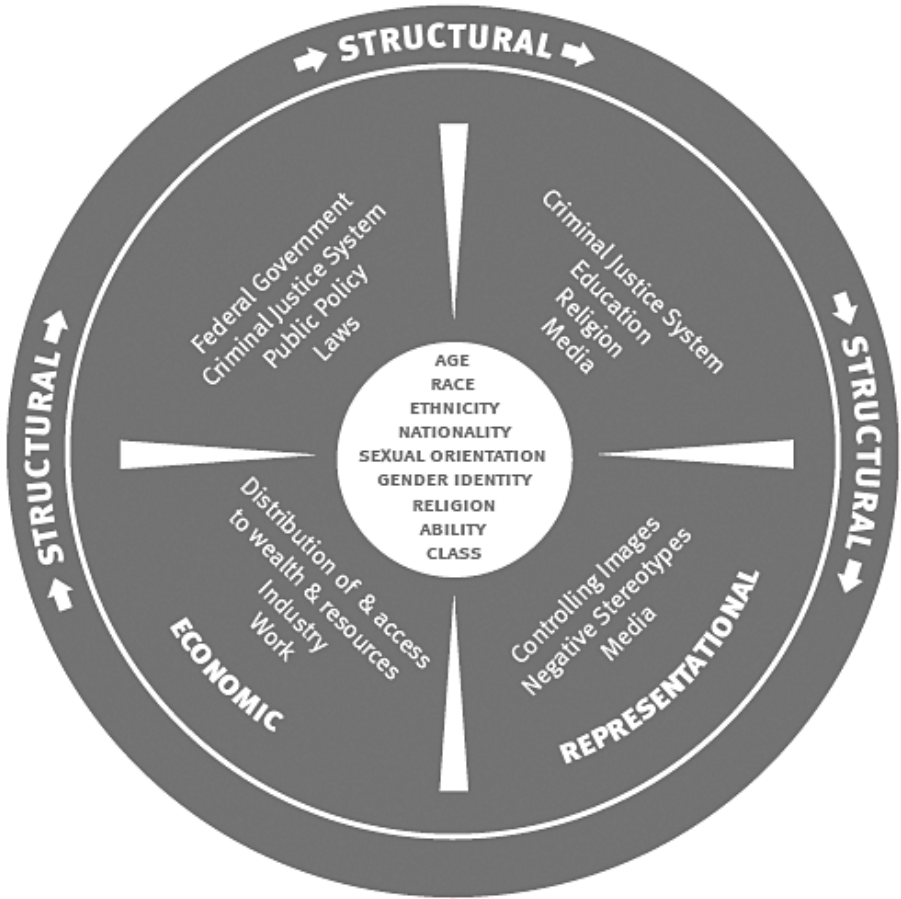 STRUCTURAL
Federal Government
Criminal Justice System
Public Policy
Laws
Criminal Justice System
Education
Religion
Media
STRUCTURAL
STRUCTURAL
AGE
RACE
ETHNICITY
NATIONALITY
SEXUAL ORIENTATION
GENDER IDENTITY
RELIGION
ABILITY
CLASS
Distribution of & access
to wealth & resources
Industry
Work
ECONOMIC
Controlling Images
Negative Stereotypes
Media
REPRESENTATIONAL